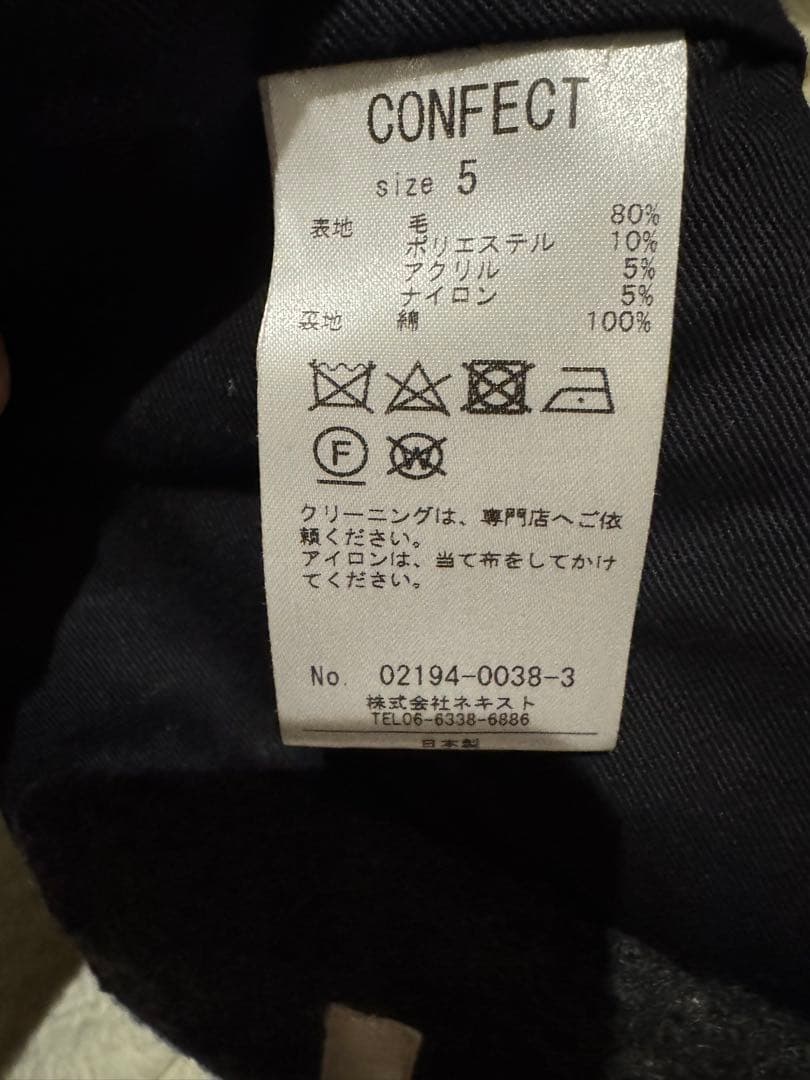 CONFECT
size 5
表地 毛 80%
ポリエステル 10%
アクリル 5%
ナイロン 5%
裏地 綿 100%
F W
クリーニングは、専門店へご依
頼ください。
アイロンは、当て布をしてかけ
てください。
No. 02194-0038-3
株式会社ネキスト
TEL06-6338-6886
日本製